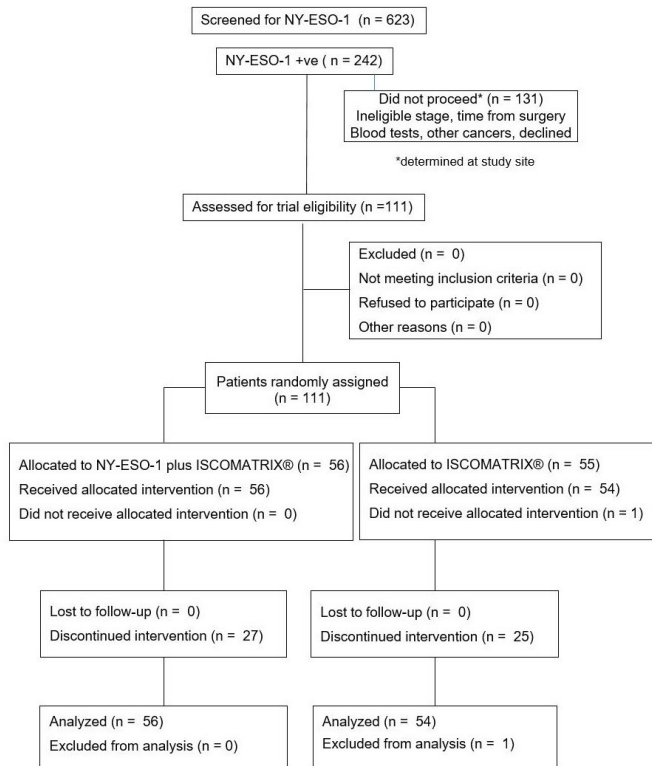 Screened for NY-ESO-1 (n = 623)
NY-ESO-1 +ve ( n = 242)
Did not proceed* (n = 131)
Ineligible stage, time from surgery
Blood tests, other cancers, declined
*determined at study site
Assessed for trial eligibility (n =111)
Excluded (n = 0)
Not meeting inclusion criteria (n = 0)
Refused to participate (n = 0)
Other reasons (n = 0)
Patients randomly assigned
(n = 111)
Allocated to NY-ESO-1 plus ISCOMATRIX® (n = 56)
Received allocated intervention (n = 56)
Did not receive allocated intervention (n = 0)
Allocated to ISCOMATRIX® (n = 55)
Received allocated intervention (n = 54)
Did not receive allocated intervention (n = 1)
Lost to follow-up (n = 0)
Discontinued intervention (n = 27)
Lost to follow-up (n = 0)
Discontinued intervention (n = 25)
Analyzed (n = 56)
Excluded from analysis (n = 0)
Analyzed (n = 54)
Excluded from analysis (n = 1)